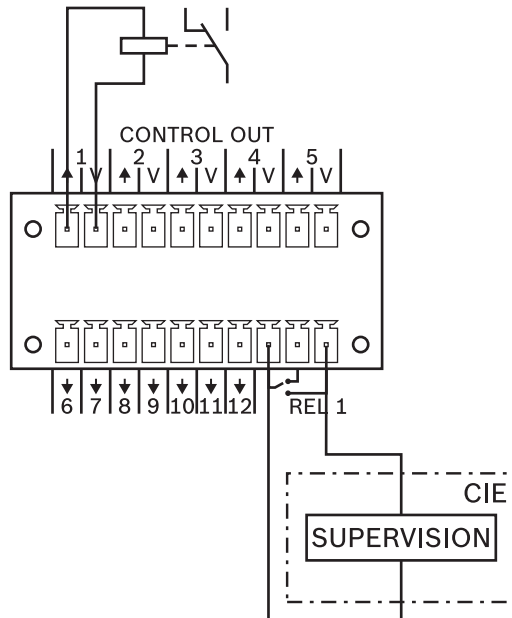 CONTROL OUT
1 2 3 4 5
V V V V V
6 7 8 9 10 11 12 REL 1
CIE
SUPERVISION